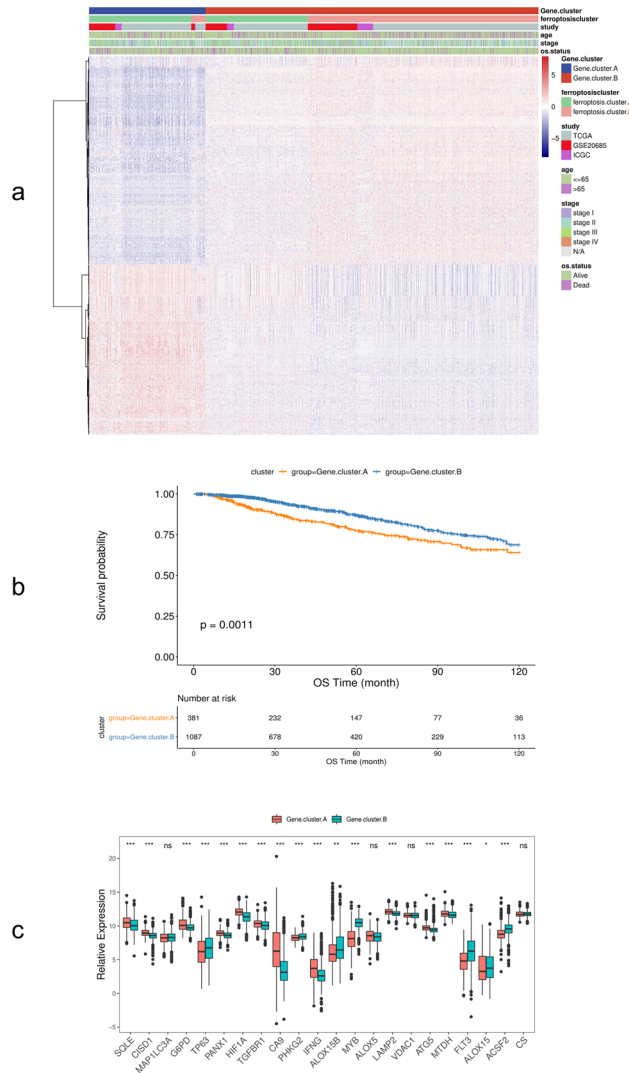 a
Gene.cluster
ferroptosiscluster
study
age
stage
os.status
Gene.cluster
Gene.cluster.A
Gene.cluster.B
ferroptosiscluster
ferroptosis.cluster.
ferroptosis.cluster.
study
TCGA
GSE20685
ICGC
age
<=65
>65
stage
stage I
stage II
stage III
stage IV
N/A
os.status
Alive
Dead
5
0
−5
b
cluster group=Gene.cluster.A group=Gene.cluster.B
Survival probability
1.00
0.75
0.50
0.25
0.00
p = 0.0011
0 30 60 90 120
OS Time (month)
Number at risk
cluster
group=Gene.cluster.A 381 232 147 77 36
group=Gene.cluster.B 1087 678 420 229 113
0 30 60 90 120
OS Time (month)
c
Gene.cluster.A Gene.cluster.B
Relative Expression
20
15
10
5
0
−5
*** *** ns *** *** *** *** *** *** *** *** ** *** ns *** ns *** *** *** * *** ns
SQLE CISD1 MAP1LC3A G6PD TP63 PANX1 HIF1A TGFBR1 CA9 PHKG2 IFNG ALOX15B MYB ALOX5 LAMP2 VDAC1 ATG5 MTDH FLT3 ALOX15 ACSF2 CS